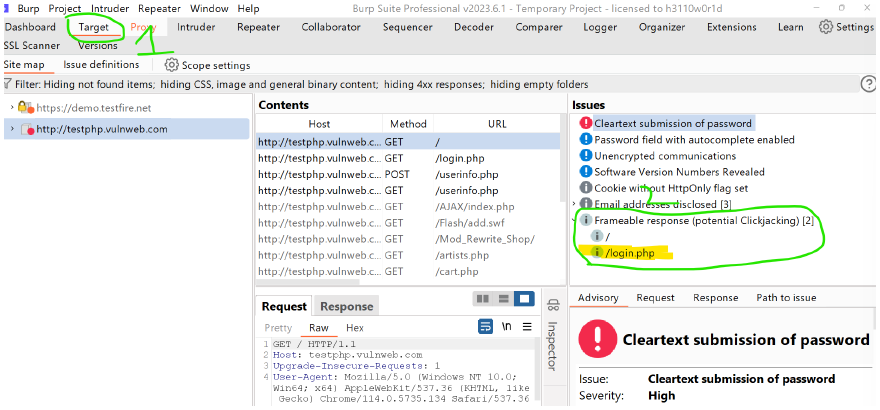 Burp Project Intruder Repeater Window Help Burp Suite Professional v2023.6.1 - Temporary Project - licensed to h3110w0r1d
Dashboard Target Proxy Intruder Repeater Collaborator Sequencer Decoder Comparer Logger Organizer Extensions Learn Settings
SSL Scanner Versions 1
Site map Issue definitions Scope settings
Filter: Hiding not found items; hiding CSS, image and general binary content; hiding 4xx responses; hiding empty folders
https://demo.testfire.net
http://testphp.vulnweb.com
Contents
Host Method URL
http://testphp.vulnweb.c... GET /
http://testphp.vulnweb.c... GET /login.php
http://testphp.vulnweb.c... POST /userinfo.php
http://testphp.vulnweb.c... GET /userinfo.php
http://testphp.vulnweb.c... GET /AJAX/index.php
http://testphp.vulnweb.c... GET /Flash/add.swf
http://testphp.vulnweb.c... GET /Mod_Rewrite_Shop/
http://testphp.vulnweb.c... GET /artists.php
http://testphp.vulnweb.c... GET /cart.php
Issues
Cleartext submission of password
Password field with autocomplete enabled
Unencrypted communications
Software Version Numbers Revealed
Cookie without HttpOnly flag set
2
Email addresses disclosed [3]
Frameable response (potential Clickjacking) [2]
/
/login.php
Request Response
Pretty Raw Hex \n
1 GET / HTTP/1.1
2 Host: testphp.vulnweb.com
3 Upgrade-Insecure-Requests: 1
4 User-Agent: Mozilla/5.0 (Windows NT 10.0;
Win64; x64) AppleWebKit/537.36 (KHTML, like
Gecko) Chrome/114.0.5735.134 Safari/537.36
Inspector
Advisory Request Response Path to issue
Cleartext submission of password
Issue: Cleartext submission of password
Severity: High